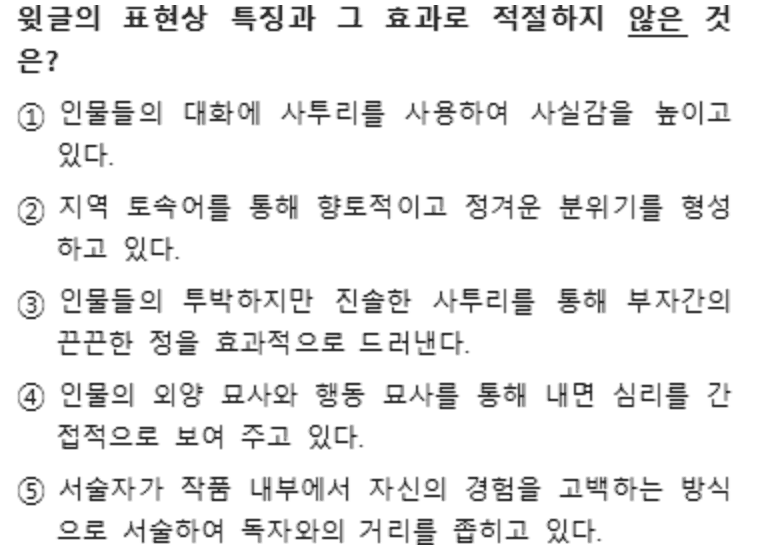 윗글의 표현상 특징과 그 효과로 적절하지 않은 것
은?
① 인물들의 대화에 사투리를 사용하여 사실감을 높이고
있다.
② 지역 토속어를 통해 향토적이고 정겨운 분위기를 형성
하고 있다.
③ 인물들의 투박하지만 진솔한 사투리를 통해 부자간의
끈끈한 정을 효과적으로 드러낸다.
④ 인물의 외양 묘사와 행동 묘사를 통해 내면 심리를 간
접적으로 보여 주고 있다.
⑤ 서술자가 작품 내부에서 자신의 경험을 고백하는 방식
으로 서술하여 독자와의 거리를 좁히고 있다.